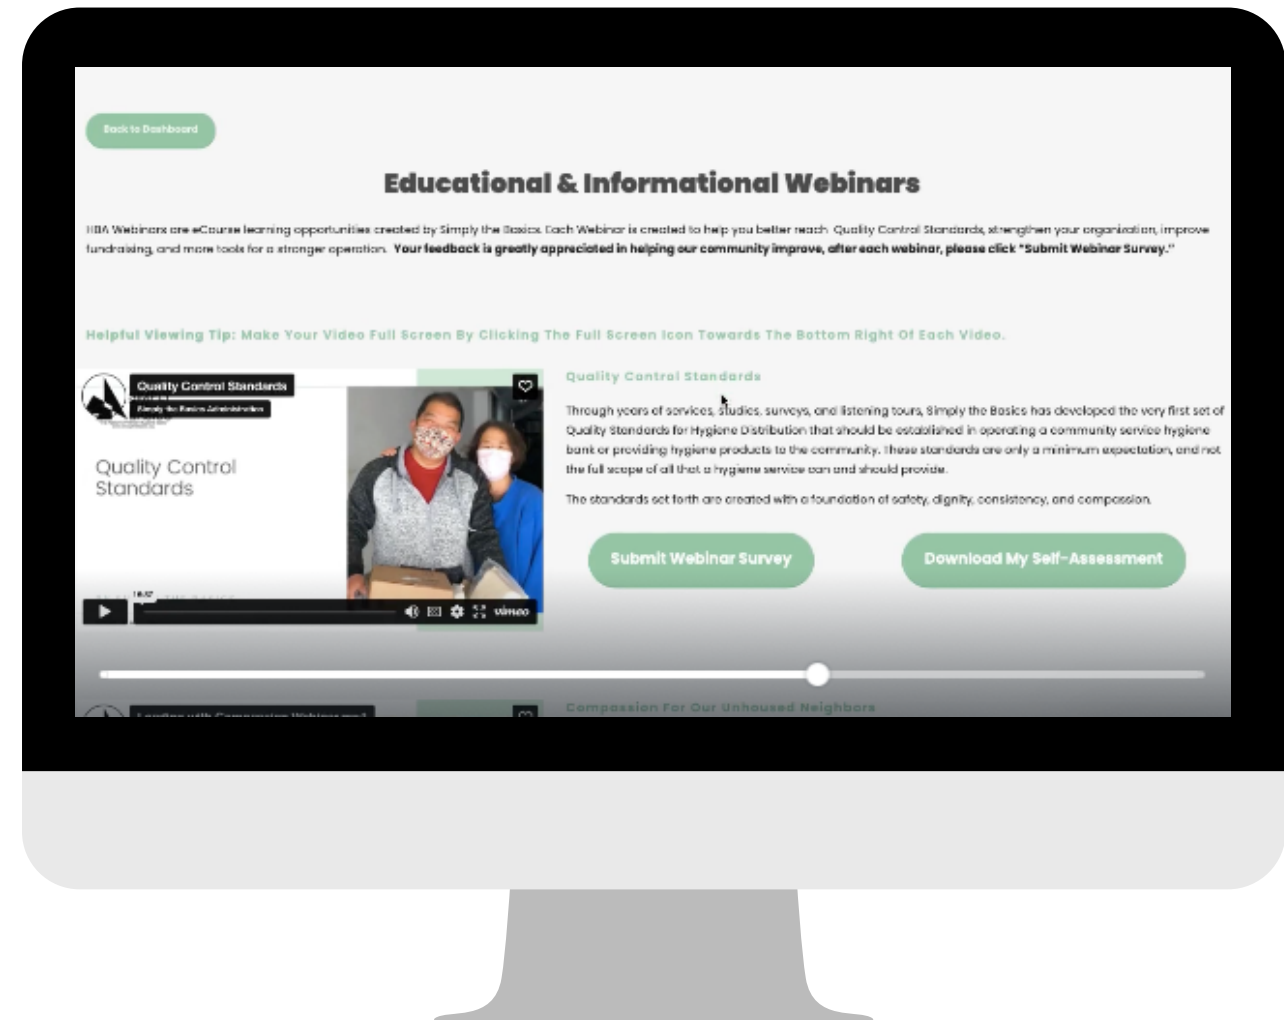 Back to Dashboard
Educational & Informational Webinars
HBA Webinars are eCourse learning opportunities created by Simply the Basics. Each Webinar is created to help you better reach Quality Control Standards, strengthen your organization, improve
fundraising, and more tools for a stronger operation. Your feedback is greatly appreciated in helping our community improve, after each webinar, please click "Submit Webinar Survey."
Helpful Viewing Tip: Make Your Video Full Screen By Clicking The Full Screen Icon Towards The Bottom Right Of Each Video.
Quality Control Standards
Simply the Basics Administration
Quality Control
Standards
18:57
vimeo
Quality Control Standards
Through years of services, studies, surveys, and listening tours, Simply the Basics has developed the very first set of
Quality Standards for Hygiene Distribution that should be established in operating a community service hygiene
bank or providing hygiene products to the community. These standards are only a minimum expectation, and not
the full scope of all that a hygiene service can and should provide.
The standards set forth are created with a foundation of safety, dignity, consistency, and compassion.
Submit Webinar Survey
Download My Self-Assessment
Leading with Compassion Webinar.mp4
Compassion For Our Unhoused Neighbors